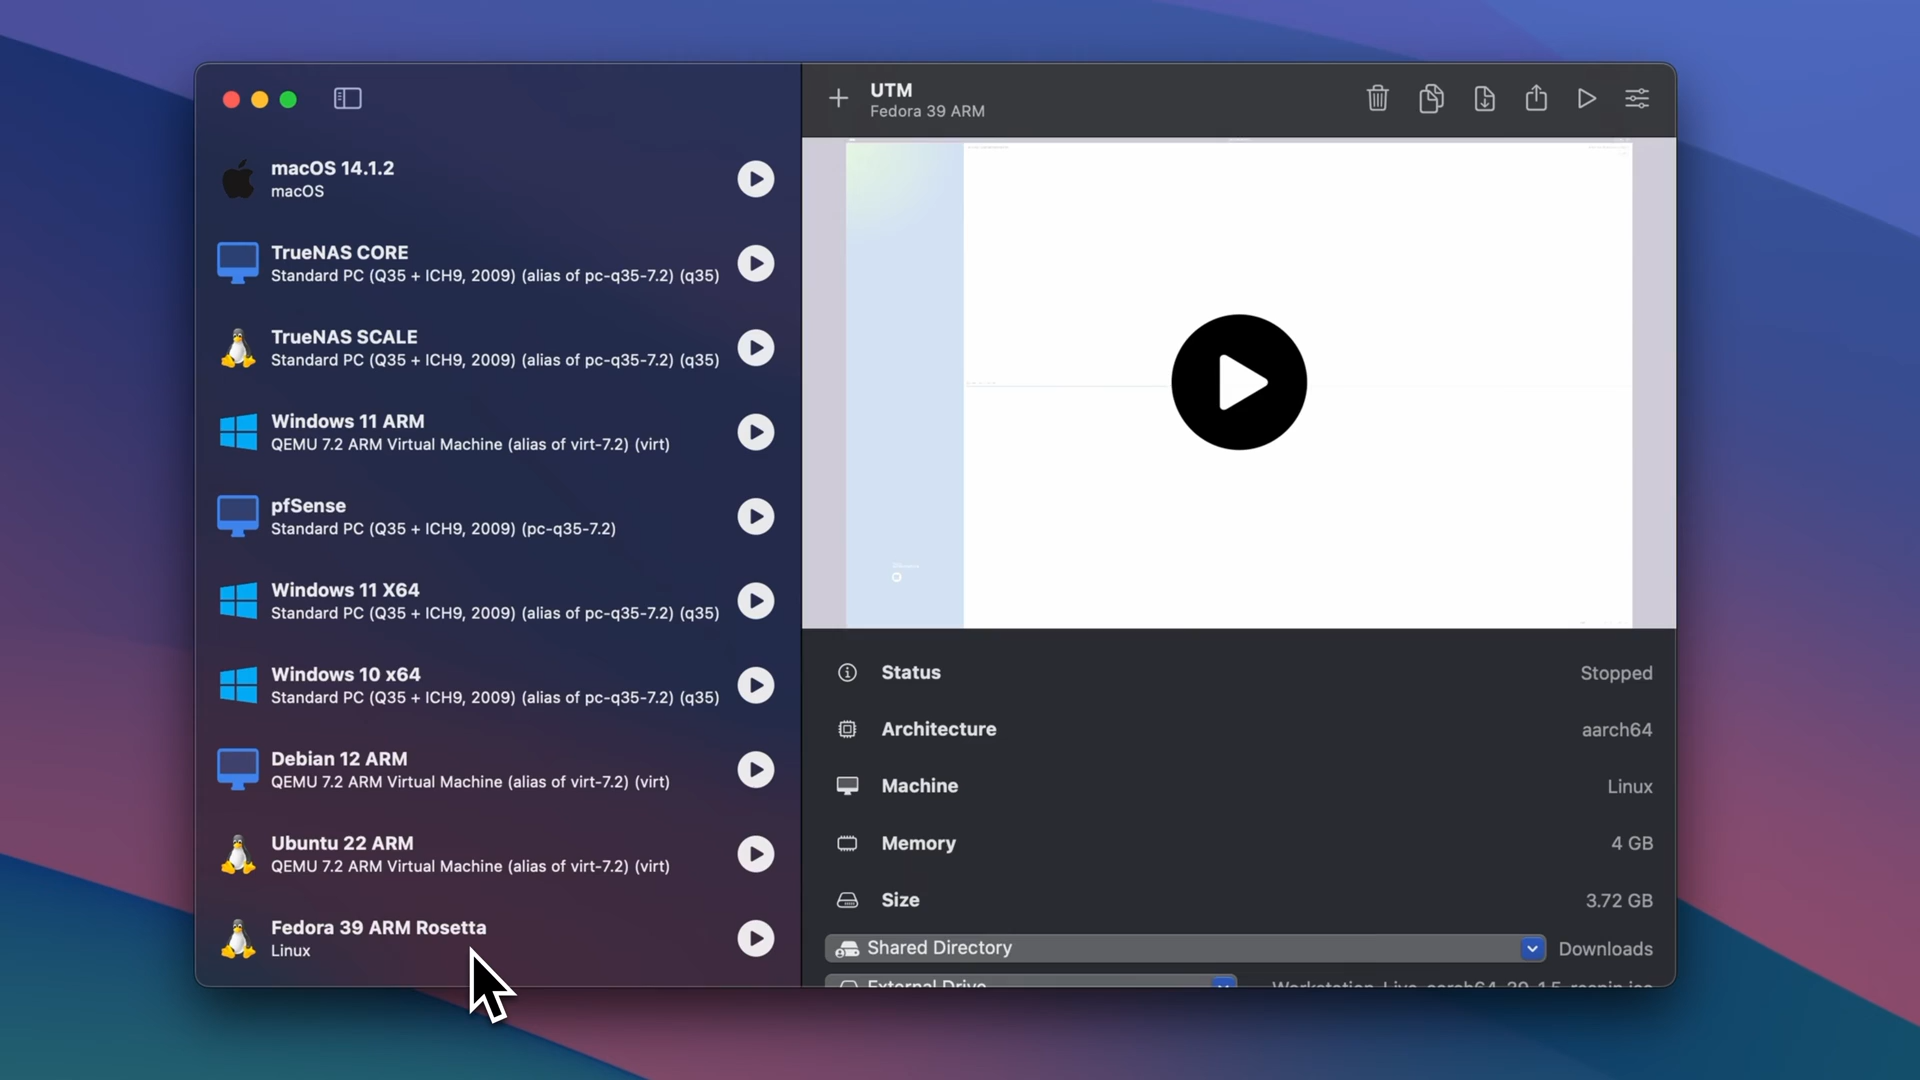 macOS 14.1.2
macOS
TrueNAS CORE
Standard PC (Q35 + ICH9, 2009) (alias of pc-q35-7.2) (q35)
TrueNAS SCALE
Standard PC (Q35 + ICH9, 2009) (alias of pc-q35-7.2) (q35)
Windows 11 ARM
QEMU 7.2 ARM Virtual Machine (alias of virt-7.2) (virt)
pfSense
Standard PC (Q35 + ICH9, 2009) (pc-q35-7.2)
Windows 11 X64
Standard PC (Q35 + ICH9, 2009) (alias of pc-q35-7.2) (q35)
Windows 10 x64
Standard PC (Q35 + ICH9, 2009) (alias of pc-q35-7.2) (q35)
Debian 12 ARM
QEMU 7.2 ARM Virtual Machine (alias of virt-7.2) (virt)
Ubuntu 22 ARM
QEMU 7.2 ARM Virtual Machine (alias of virt-7.2) (virt)
Fedora 39 ARM Rosetta
Linux
UTM
Fedora 39 ARM
Status Stopped
Architecture aarch64
Machine Linux
Memory 4 GB
Size 3.72 GB
Shared Directory Downloads
External Drive